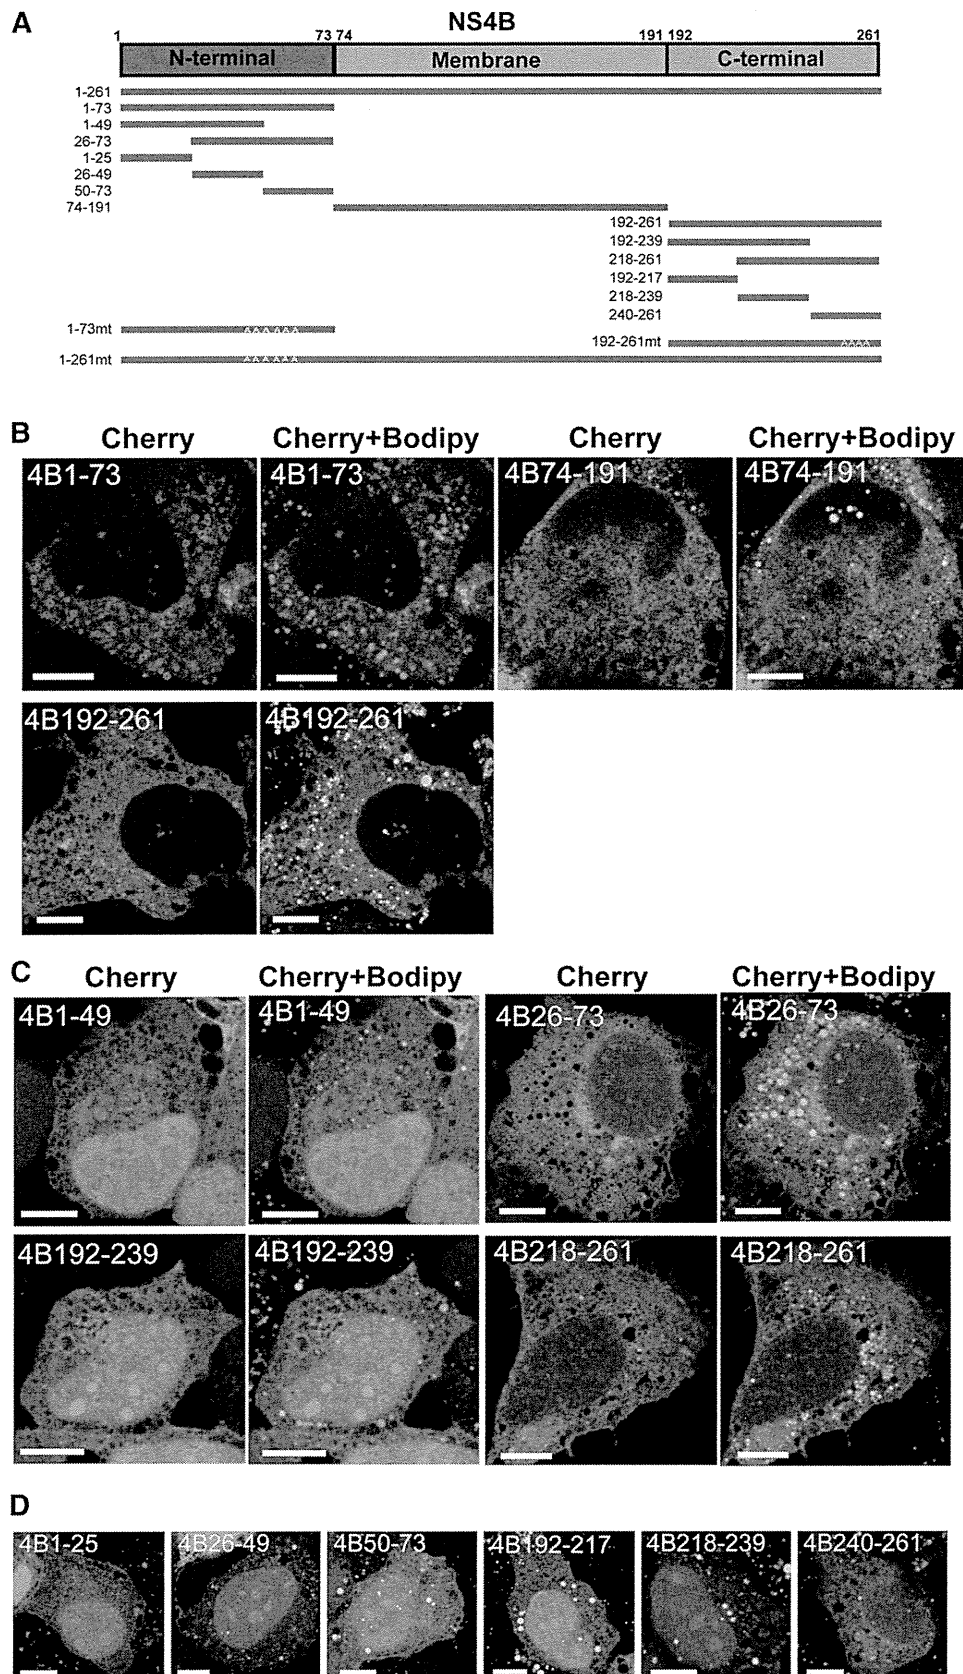 A
NS4B
1 73 74 191 192 261
N-terminal Membrane C-terminal
1-261
1-73
1-49
26-73
1-25
26-49
50-73
74-191
192-261
192-239
218-261
192-217
218-239
240-261
1-73mt AAAAAA
192-261mt AAAA
1-261mt AAAAAA
B
Cherry Cherry+Bodipy Cherry Cherry+Bodipy
4B1-73 4B1-73 4B74-191 4B74-191
4B192-261 4B192-261
C
Cherry Cherry+Bodipy Cherry Cherry+Bodipy
4B1-49 4B1-49 4B26-73 4B26-73
4B192-239 4B192-239 4B218-261 4B218-261
D
4B1-25 4B26-49 4B50-73 4B192-217 4B218-239 4B240-261